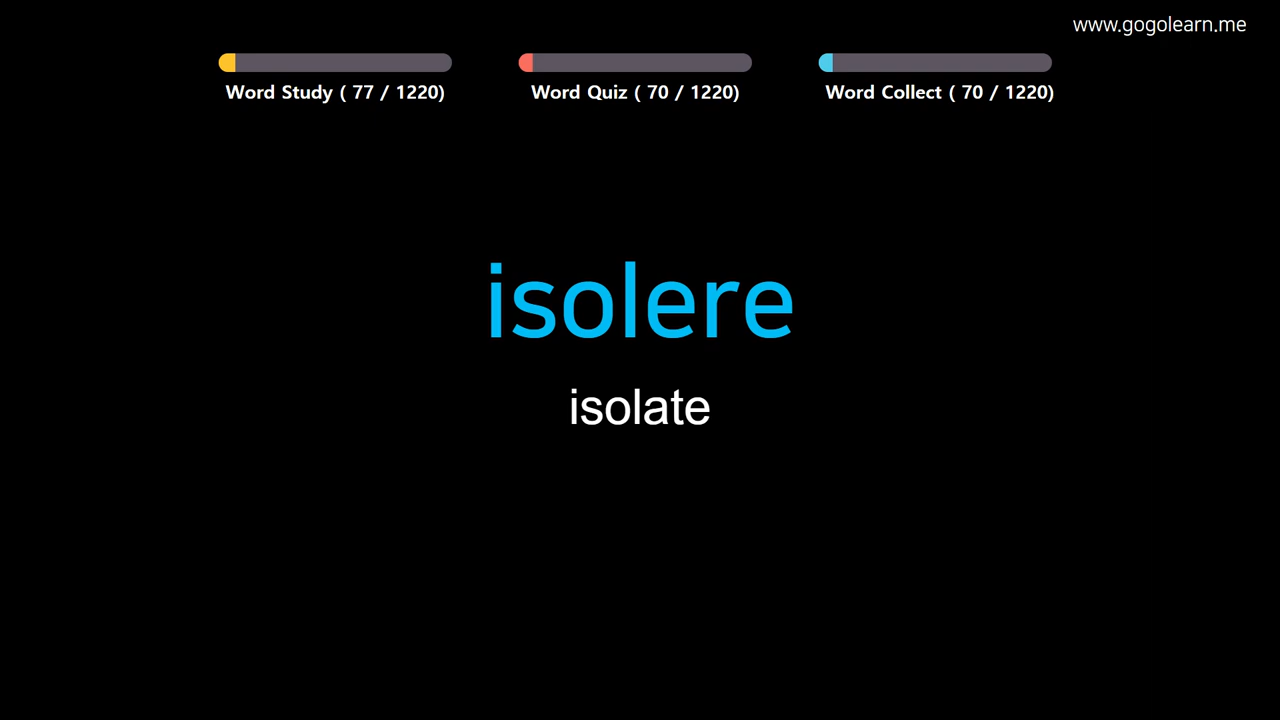 www.gogolearn.me
Word Study ( 77 / 1220)
Word Quiz ( 70 / 1220)
Word Collect ( 70 / 1220)
isolere
isolate